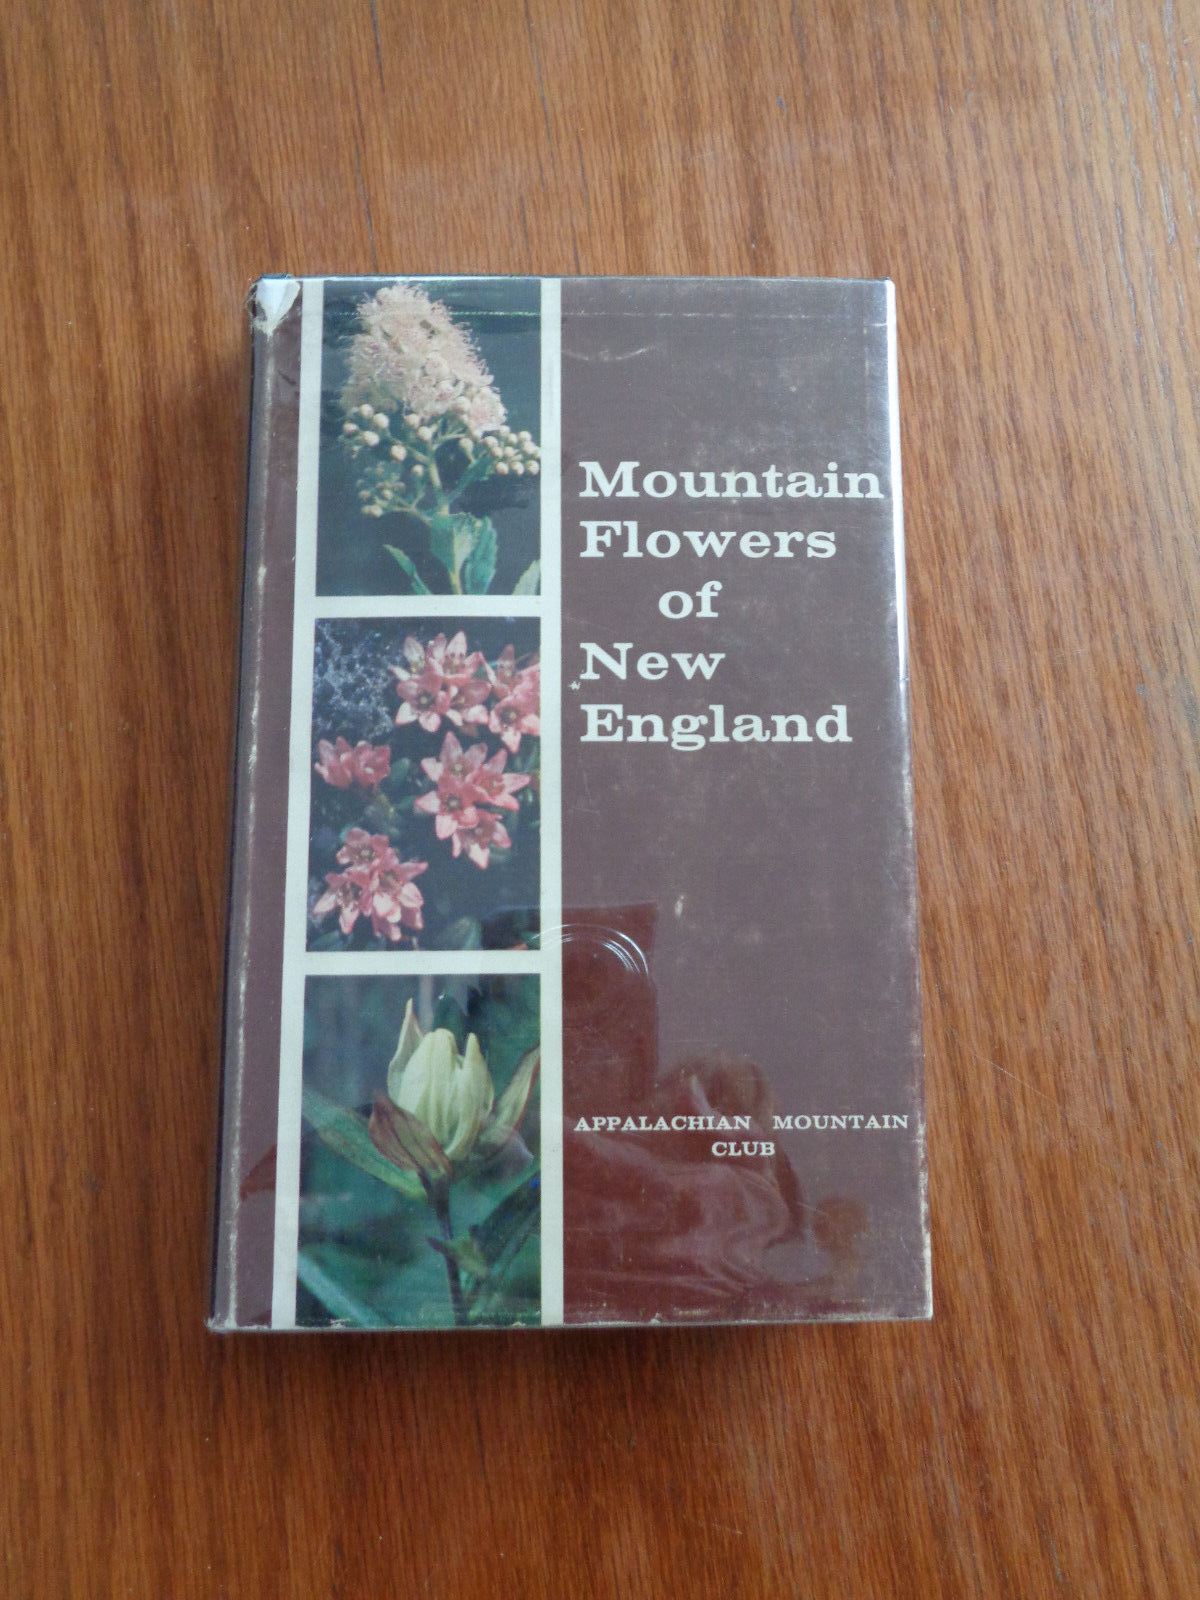 Mountain
Flowers
of
New
England
APPALACHIAN MOUNTAIN
CLUB